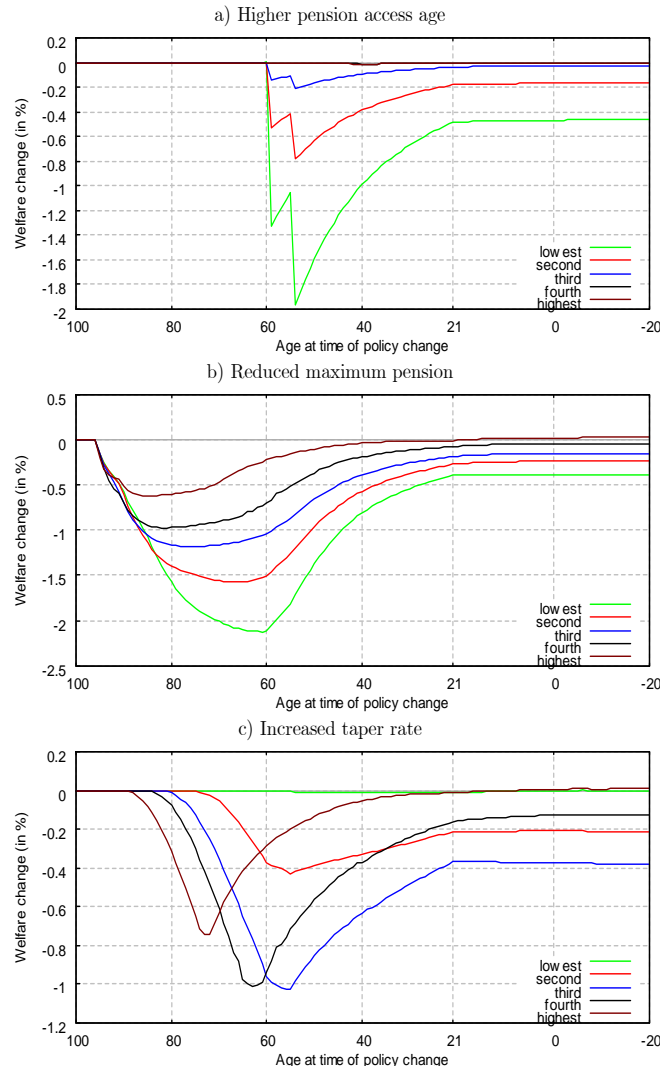 a) Higher pension access age
Welfare change (in %)
0.2
0
-0.2
-0.4
-0.6
-0.8
-1
-1.2
-1.4
-1.6
-1.8
-2
lowest
second
third
fourth
highest
100 80 60 40 21 0 -20
Age at time of policy change
b) Reduced maximum pension
Welfare change (in %)
0.5
0
-0.5
-1
-1.5
-2
-2.5
lowest
second
third
fourth
highest
100 80 60 40 21 0 -20
Age at time of policy change
c) Increased taper rate
Welfare change (in %)
0.2
0
-0.2
-0.4
-0.6
-0.8
-1
-1.2
lowest
second
third
fourth
highest
100 80 60 40 21 0 -20
Age at time of policy change